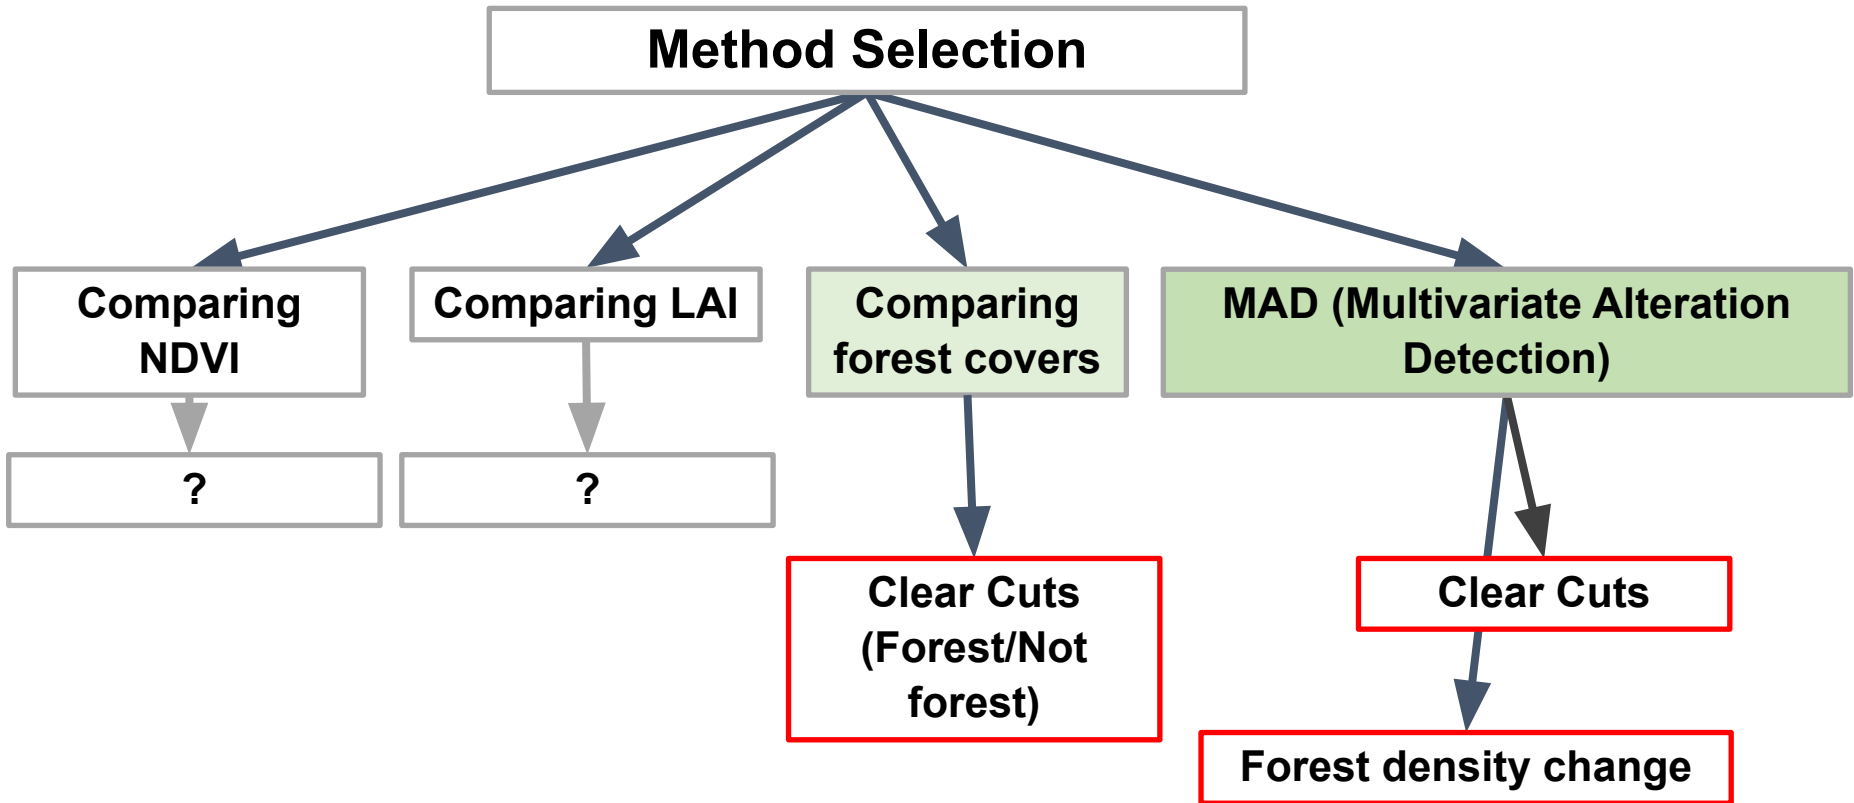 Method Selection
Comparing
NDVI
Comparing LAI
Comparing
forest covers
MAD (Multivariate Alteration
Detection)
?
?
Clear Cuts
(Forest/Not
forest)
Clear Cuts
Forest density change